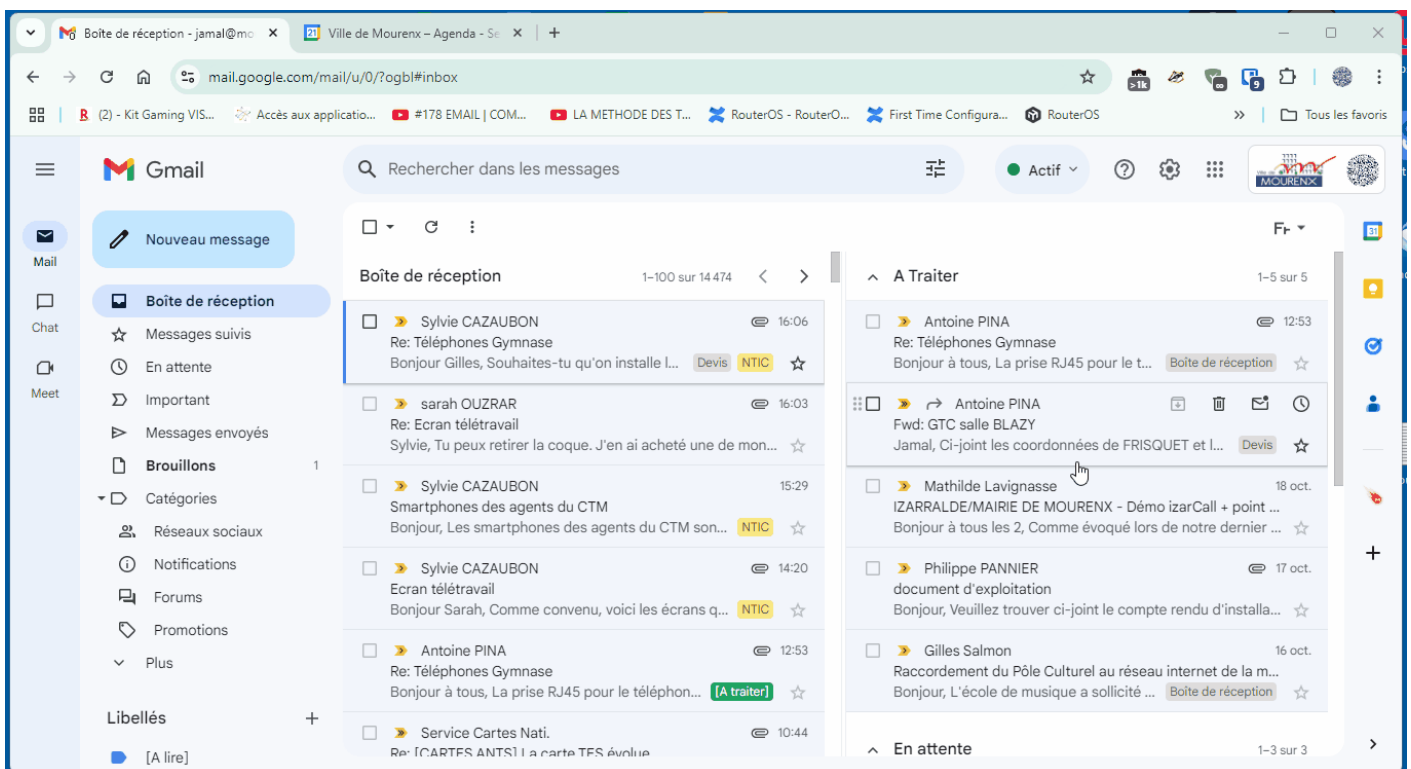 Boîte de réception - jamal@mo
Ville de Mourenx – Agenda - Se
mail.google.com/mail/u/0/?ogbl#inbox
>1k
∞
9
(2) - Kit Gaming VIS...
Accès aux applicatio...
#178 EMAIL | COM...
LA METHODE DES T...
RouterOS - RouterO...
First Time Configura...
RouterOS
Tous les favoris
Gmail
Rechercher dans les messages
Actif
MOURENX
Mail
Chat
Meet
Nouveau message
Boîte de réception
Messages suivis
En attente
Important
Messages envoyés
Brouillons 1
Catégories
Réseaux sociaux
Notifications
Forums
Promotions
Plus
Libellés
[A lire]
Boîte de réception 1–100 sur 14 474
Sylvie CAZAUBON 16:06
Re: Téléphones Gymnase
Bonjour Gilles, Souhaites-tu qu'on installe l... Devis NTIC
sarah OUZRAR 16:03
Re: Ecran télétravail
Sylvie, Tu peux retirer la coque. J'en ai acheté une de mon...
Sylvie CAZAUBON 15:29
Smartphones des agents du CTM
Bonjour, Les smartphones des agents du CTM son... NTIC
Sylvie CAZAUBON 14:20
Ecran télétravail
Bonjour Sarah, Comme convenu, voici les écrans q... NTIC
Antoine PINA 12:53
Re: Téléphones Gymnase
Bonjour à tous, La prise RJ45 pour le téléphon... [A traiter]
Service Cartes Nati. 10:44
Re: [CARTES ANTS] La carte TES évolue
A Traiter 1–5 sur 5
Antoine PINA 12:53
Re: Téléphones Gymnase
Bonjour à tous, La prise RJ45 pour le t... Boîte de réception
Antoine PINA
Fwd: GTC salle BLAZY
Jamal, Ci-joint les coordonnées de FRISQUET et l... Devis
Mathilde Lavignasse 18 oct.
IZARRALDE/MAIRIE DE MOURENX - Démo izarCall + point ...
Bonjour à tous les 2, Comme évoqué lors de notre dernier ...
Philippe PANNIER 17 oct.
document d'exploitation
Bonjour, Veuillez trouver ci-joint le compte rendu d'installa...
Gilles Salmon 16 oct.
Raccordement du Pôle Culturel au réseau internet de la m...
Bonjour, L'école de musique a sollicité ... Boîte de réception
En attente 1–3 sur 3
31